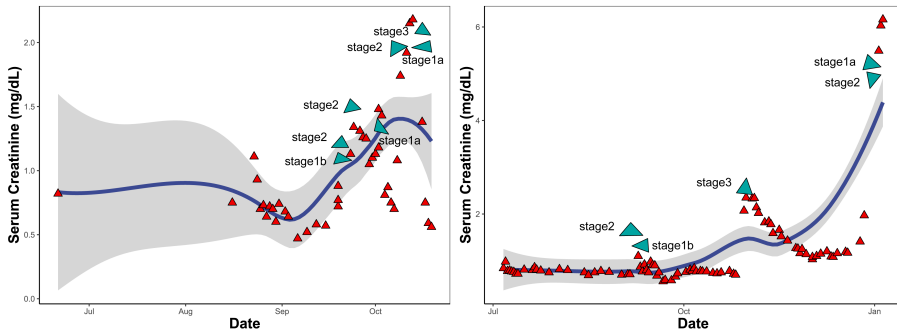 Serum Creatinine (mg/dL)
2.0
1.5
1.0
0.5
0.0
stage3
stage2
stage1a
stage2
stage2
stage1a
stage1b
Jul
Aug
Sep
Oct
Date
Serum Creatinine (mg/dL)
6
4
2
stage1a
stage2
stage3
stage2
stage1b
Jul
Oct
Jan
Date